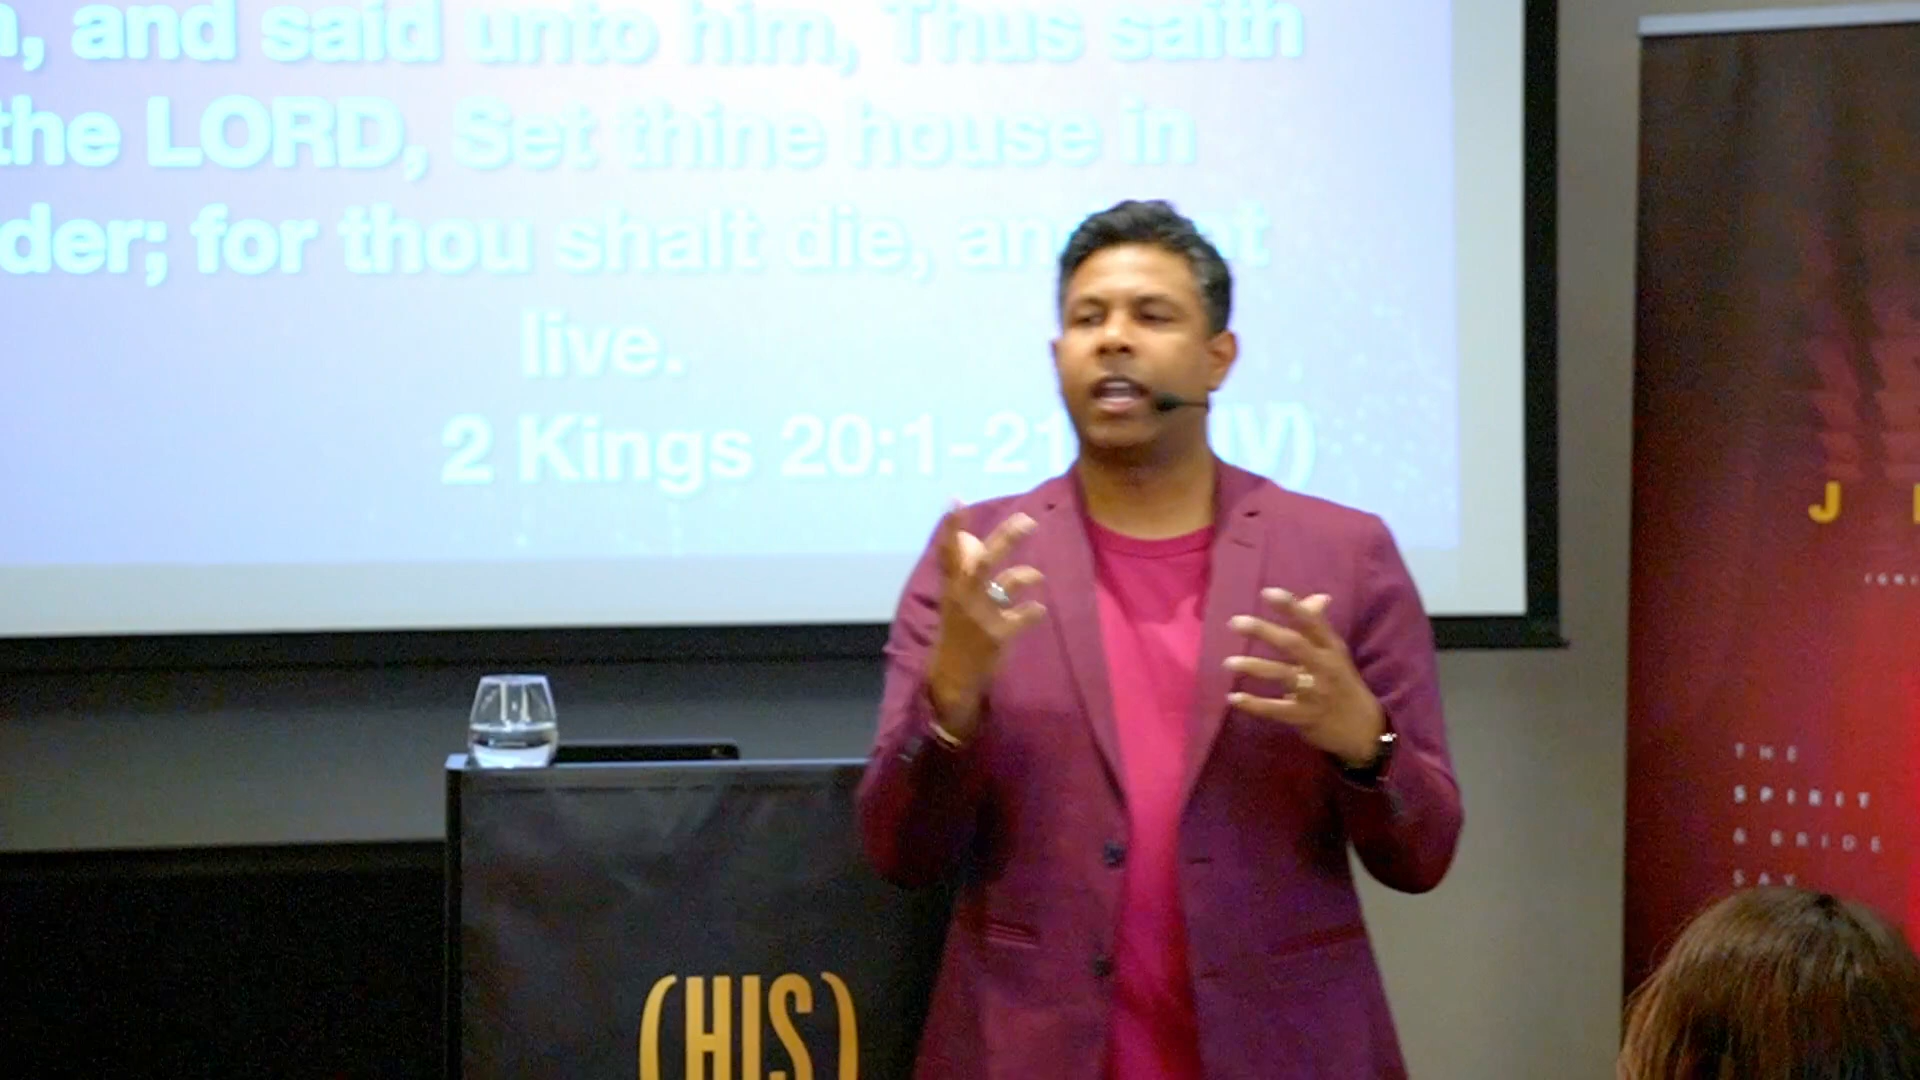 and said unto him, Thus saith
the LORD, Set thine house in
der; for thou shalt die,
live.
2 Kings 20:1-21
(HIS)
J
THE
SPIRIT
& BRIDE
SAY